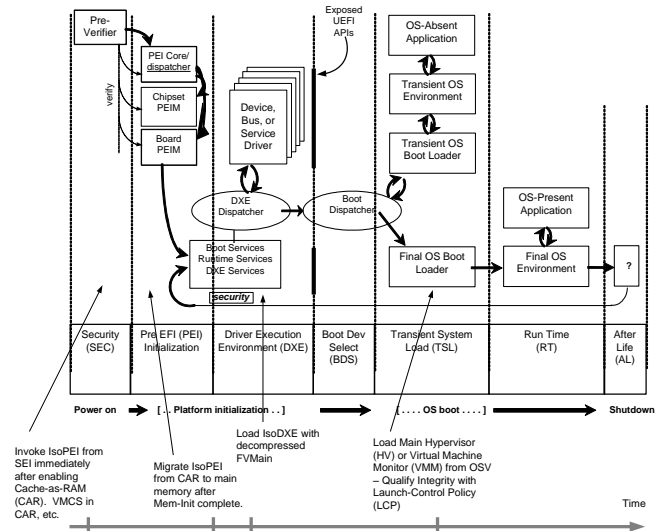 Pre-
Verifier
PEI Core/
dispatcher
Chipset
PEIM
Board
PEIM
verify
Device,
Bus, or
Service
Driver
Exposed
UEFI
APIs
OS-Absent
Application
Transient OS
Environment
Transient OS
Boot Loader
DXE
Dispatcher
Boot
Dispatcher
OS-Present
Application
Boot Services
Runtime Services
DXE Services
security
Final OS Boot
Loader
Final OS
Environment
?
Security
(SEC)
Pre EFI (PEI)
Initialization
Driver Execution
Environment (DXE)
Boot Dev
Select
(BDS)
Transient System
Load (TSL)
Run Time
(RT)
After
Life
(AL)
Power on
[ . . Platform initialization . . ]
[ . . . . OS boot . . . . ]
Shutdown
Invoke IsoPEI from
SEI immediately
after enabling
Cache-as-RAM
(CAR). VMCS in
CAR, etc.
Migrate IsoPEI
from CAR to main
memory after
Mem-Init complete.
Load IsoDXE with
decompressed
FVMain
Load Main Hypervisor
(HV) or Virtual Machine
Monitor (VMM) from OSV
– Qualify Integrity with
Launch-Control Policy
(LCP)
Time